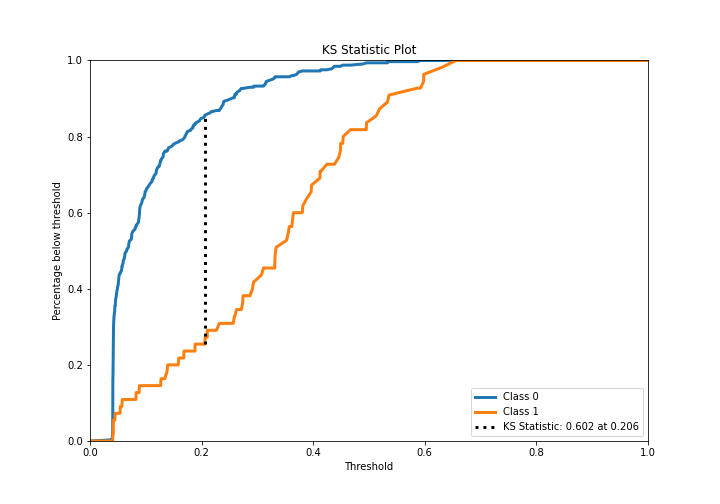 KS Statistic Plot
Percentage below threshold
1.0
0.8
0.6
0.4
0.2
0.0
0.0 0.2 0.4 0.6 0.8 1.0
Threshold
Class 0
Class 1
KS Statistic: 0.602 at 0.206